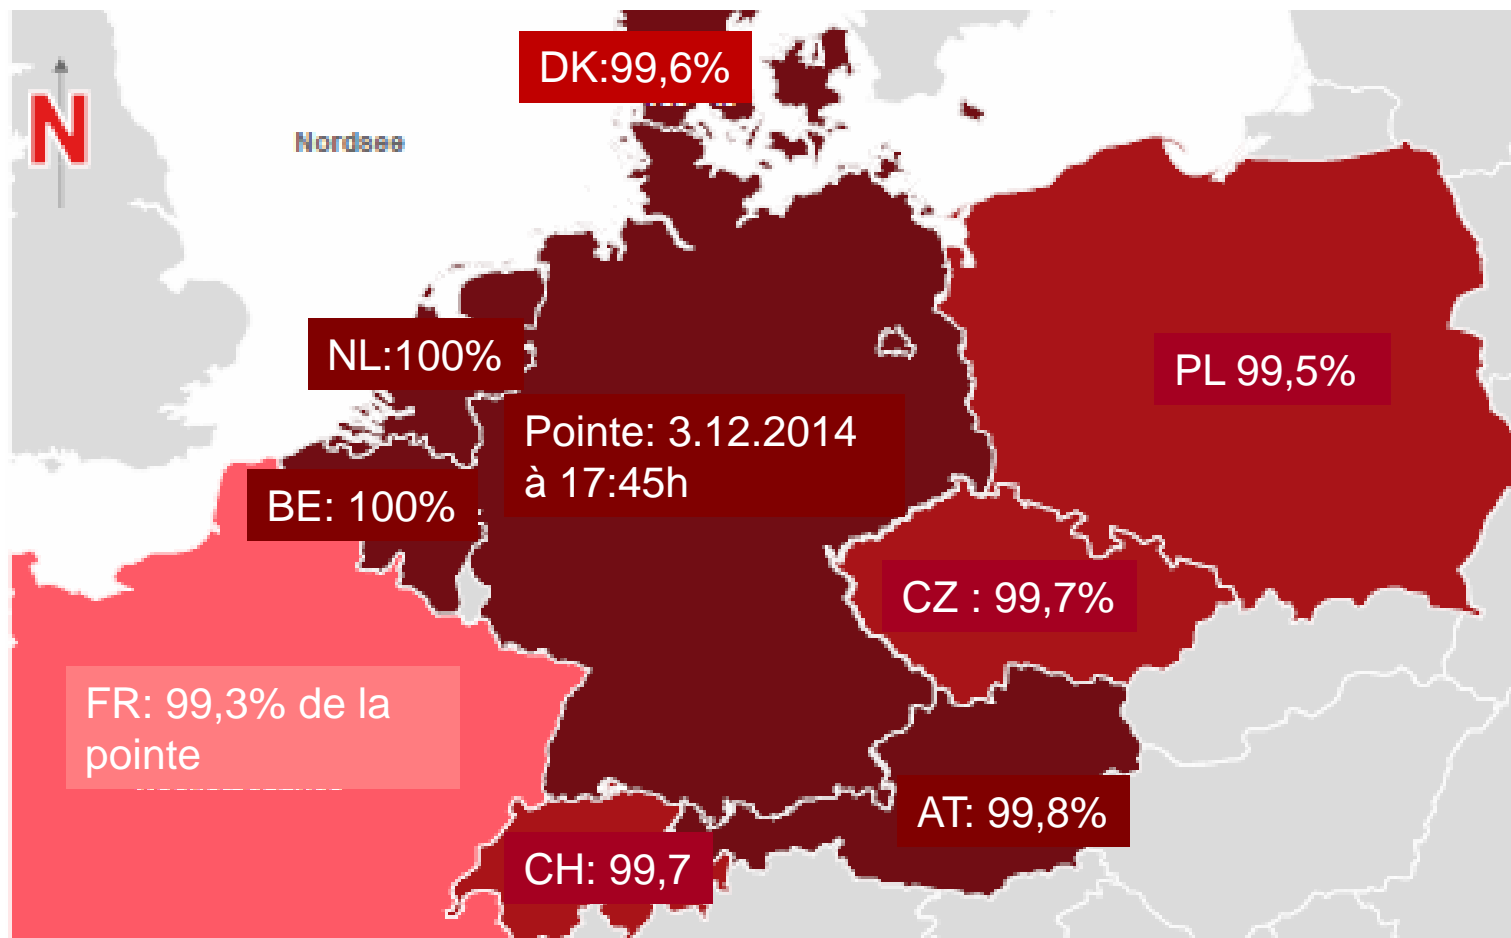 DK:99,6%
N
Nordsee
NL:100%
PL 99,5%
Pointe: 3.12.2014
à 17:45h
BE: 100%
CZ : 99,7%
FR: 99,3% de la
pointe
AT: 99,8%
CH: 99,7